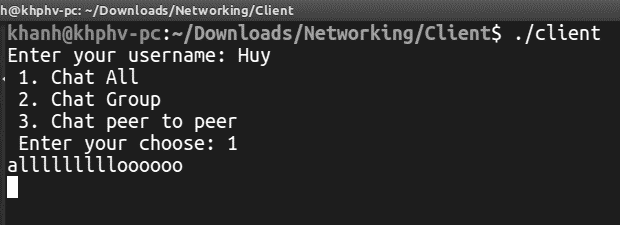 h@khphv-pc: ~/Downloads/Networking/Client
khanh@khphv-pc:~/Downloads/Networking/Client$ ./client
Enter your username: Huy
1. Chat All
2. Chat Group
3. Chat peer to peer
Enter your choose: 1
alllllllllloooooo